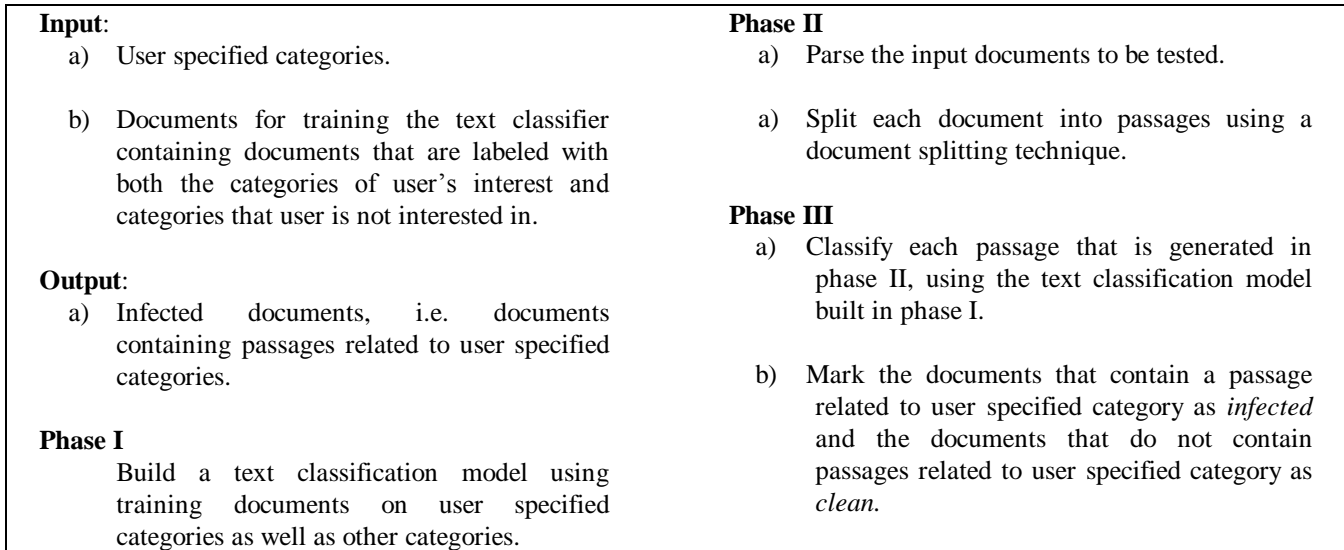 Input:
a) User specified categories.
b) Documents for training the text classifier
containing documents that are labeled with
both the categories of user’s interest and
categories that user is not interested in.
Output:
a) Infected documents, i.e. documents
containing passages related to user specified
categories.
Phase I
Build a text classification model using
training documents on user specified
categories as well as other categories.
Phase II
a) Parse the input documents to be tested.
a) Split each document into passages using a
document splitting technique.
Phase III
a) Classify each passage that is generated in
phase II, using the text classification model
built in phase I.
b) Mark the documents that contain a passage
related to user specified category as infected
and the documents that do not contain
passages related to user specified category as
clean.